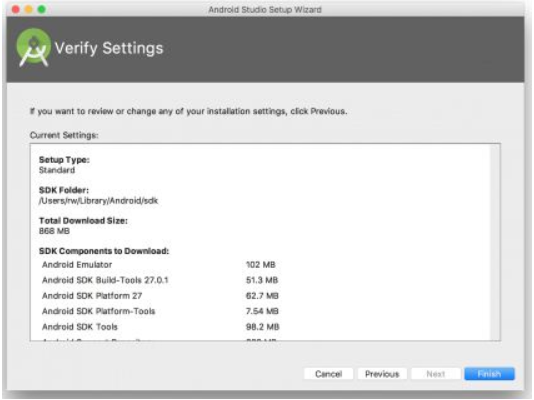 Android Studio Setup Wizard
Verify Settings
If you want to review or change any of your installation settings, click Previous.
Current Settings:
Setup Type:
Standard
SDK Folder:
/Users/rw/Library/Android/sdk
Total Download Size:
868 MB
SDK Components to Download:
Android Emulator 102 MB
Android SDK Build-Tools 27.0.1 51.3 MB
Android SDK Platform 27 62.7 MB
Android SDK Platform-Tools 7.54 MB
Android SDK Tools 98.2 MB
Cancel Previous Next Finish